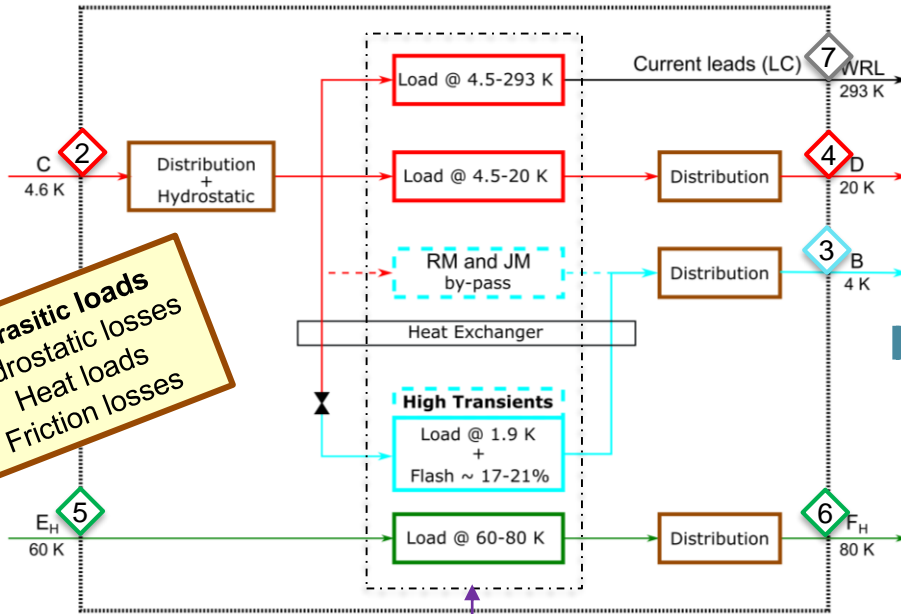 Load @ 4.5-293 K
Current leads (LC)
7
WRL
293 K
C
2
4.6 K
Distribution
+
Hydrostatic
Load @ 4.5-20 K
Distribution
4
D
20 K
RM and JM
by-pass
Distribution
3
B
4 K
Heat Exchanger
rasitic loads
drostatic losses
Heat loads
Friction losses
High Transients
Load @ 1.9 K
+
Flash ~ 17-21%
EH
5
60 K
Load @ 60-80 K
Distribution
6
FH
80 K